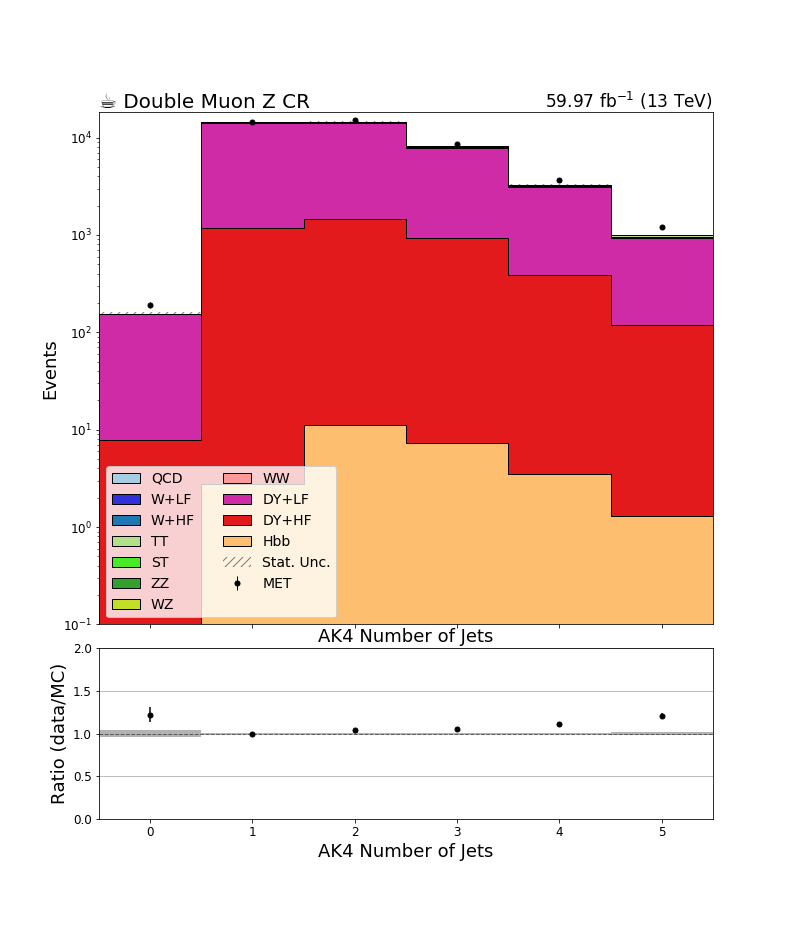 ☕ Double Muon Z CR
59.97 fb⁻¹ (13 TeV)
10⁴
10³
10²
10¹
10⁰
10⁻¹
Events
QCD
W+LF
W+HF
TT
ST
ZZ
WZ
WW
DY+LF
DY+HF
Hbb
Stat. Unc.
MET
AK4 Number of Jets
2.0
1.5
1.0
0.5
0.0
Ratio (data/MC)
0 1 2 3 4 5
AK4 Number of Jets